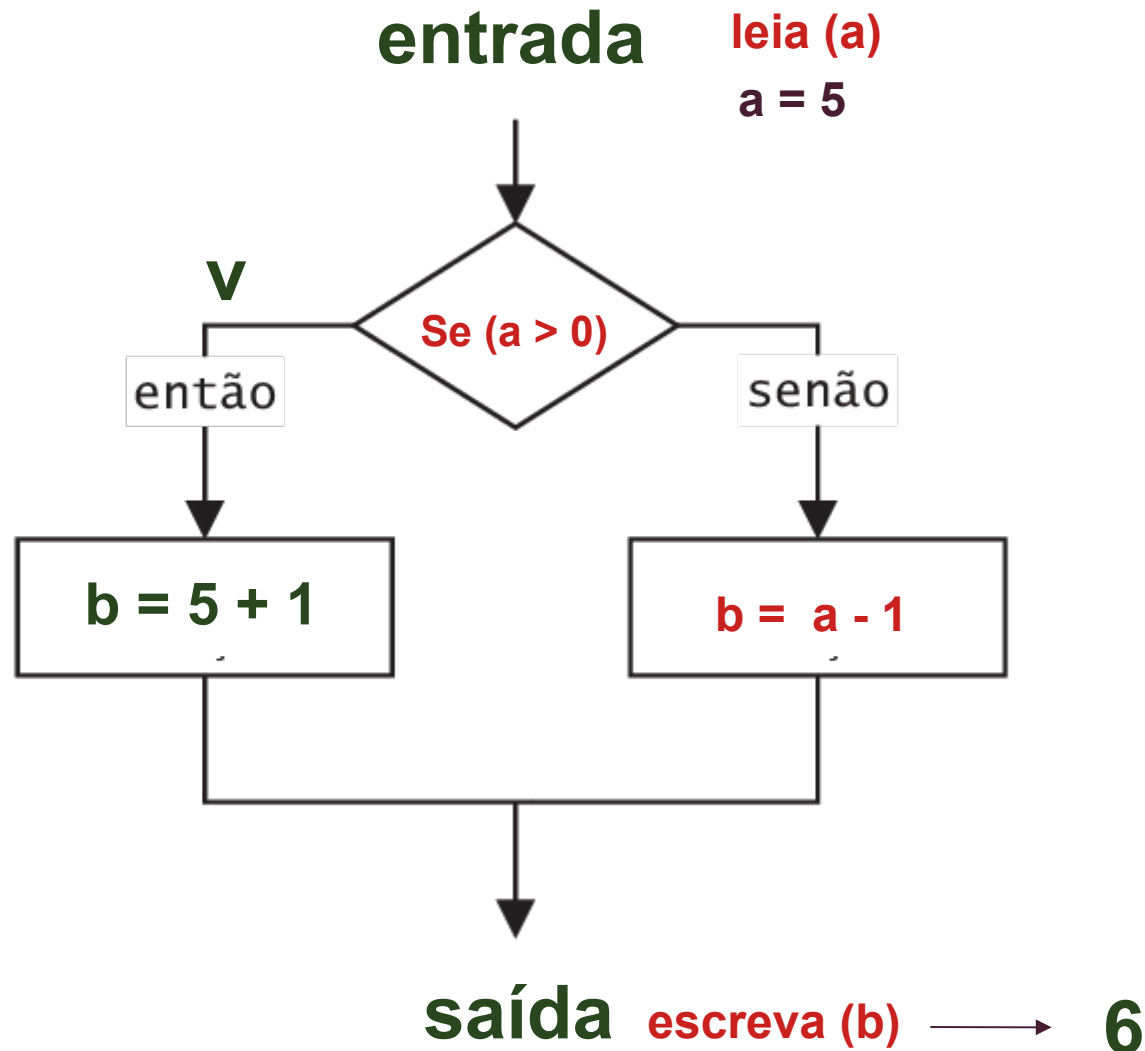 entrada leia (a)
a = 5
v
Se (a > 0)
então senão
b = 5 + 1 b = a - 1
saída escreva (b) 6